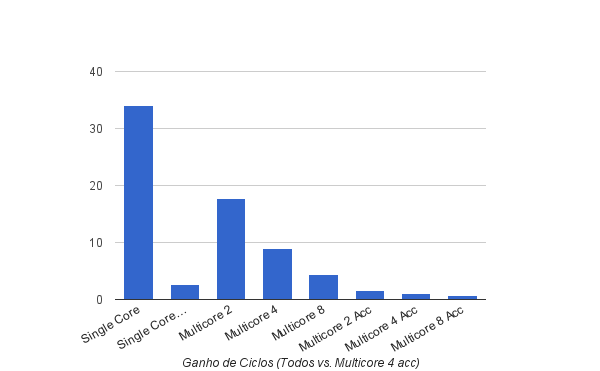 40
30
20
10
0
Single Core
Single Core...
Multicore 2
Multicore 4
Multicore 8
Multicore 2 Acc
Multicore 4 Acc
Multicore 8 Acc
Ganho de Ciclos (Todos vs. Multicore 4 acc)